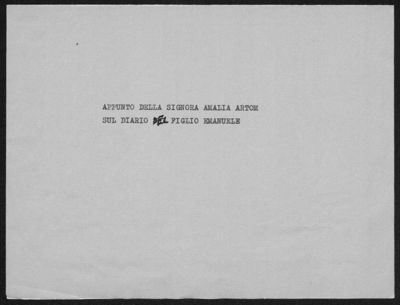 APPUNTO DELLA SIGNORA AMALIA ARTOM
SUL DIARIO DEL FIGLIO EMANUELE